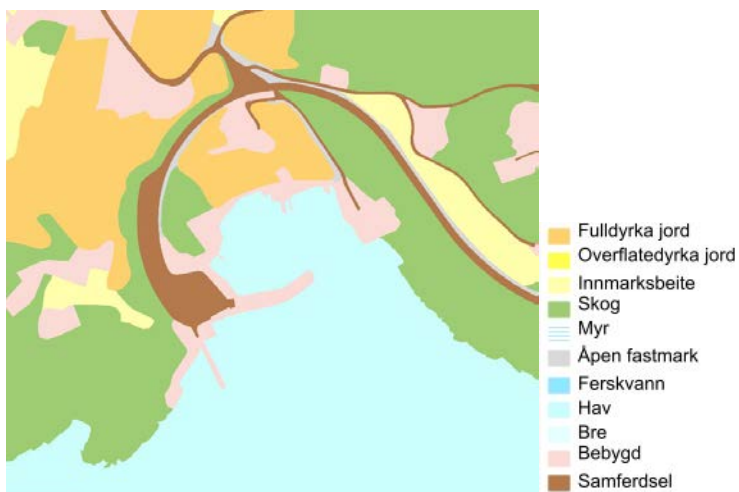 Fulldyrka jord
Overflatedyrka jord
Innmarksbeite
Skog
Myr
Åpen fastmark
Ferskvann
Hav
Bre
Bebygd
Samferdsel